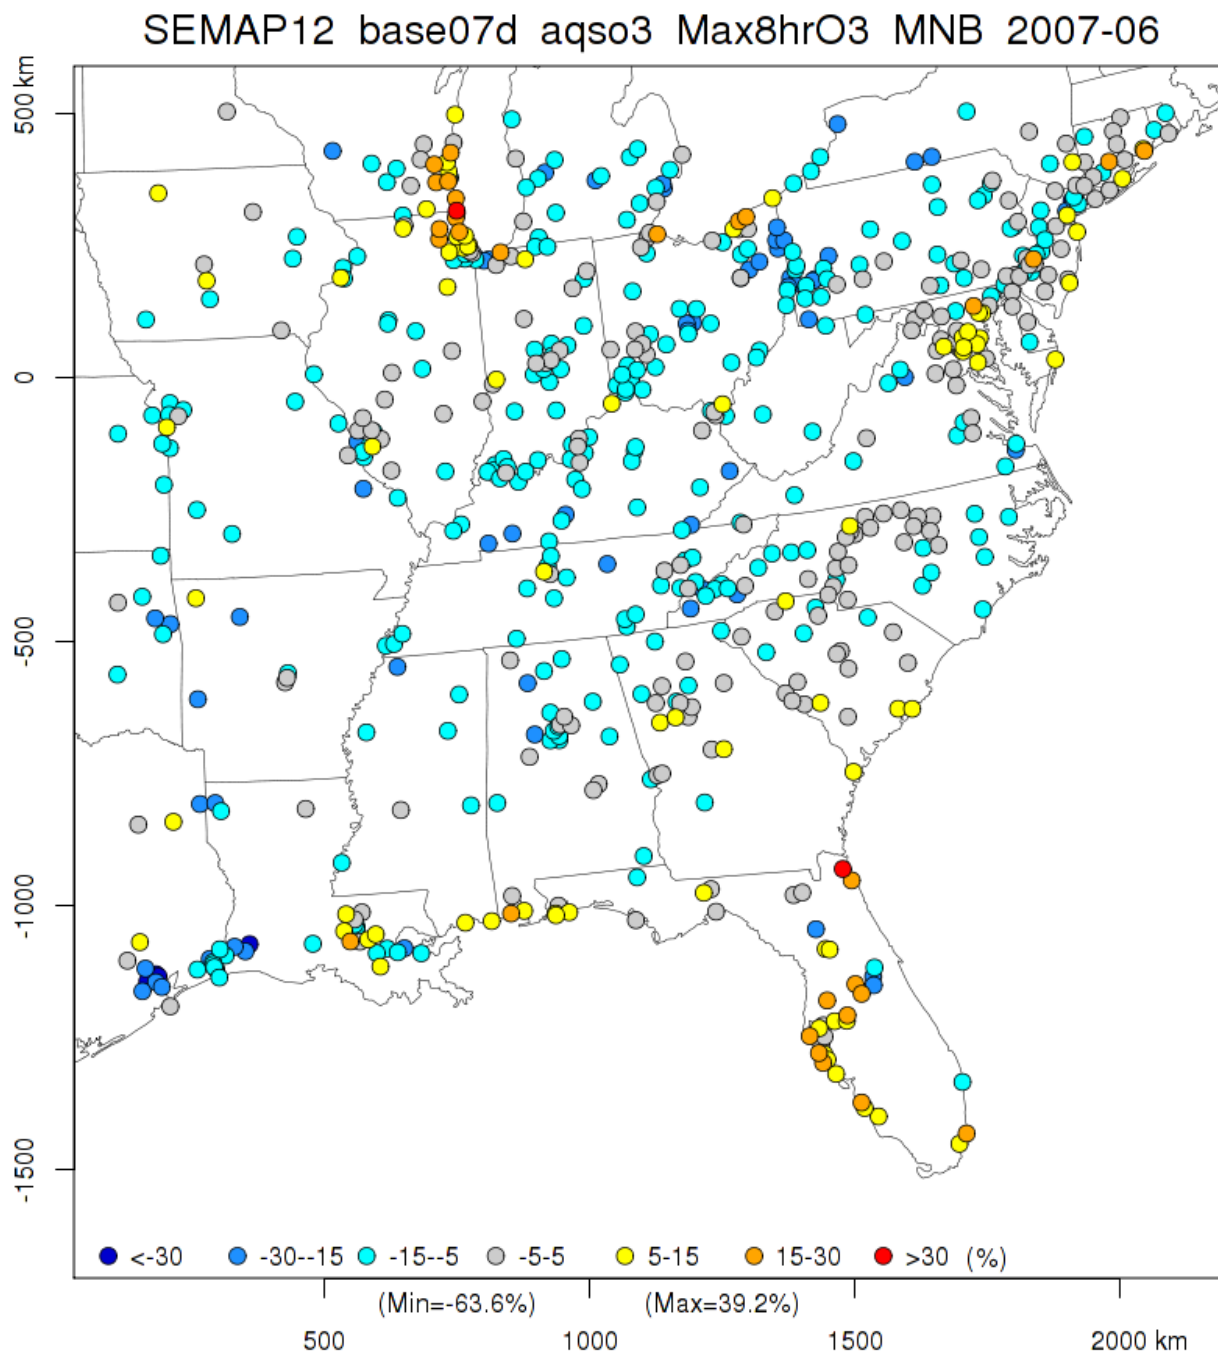 SEMAP12 base07d aqso3 Max8hrO3 MNB 2007-06
500 km
0
-500
-1000
-1500
<-30 -30--15 -15--5 -5-5 5-15 15-30 >30 (%)
(Min=-63.6%) (Max=39.2%)
500 1000 1500 2000 km